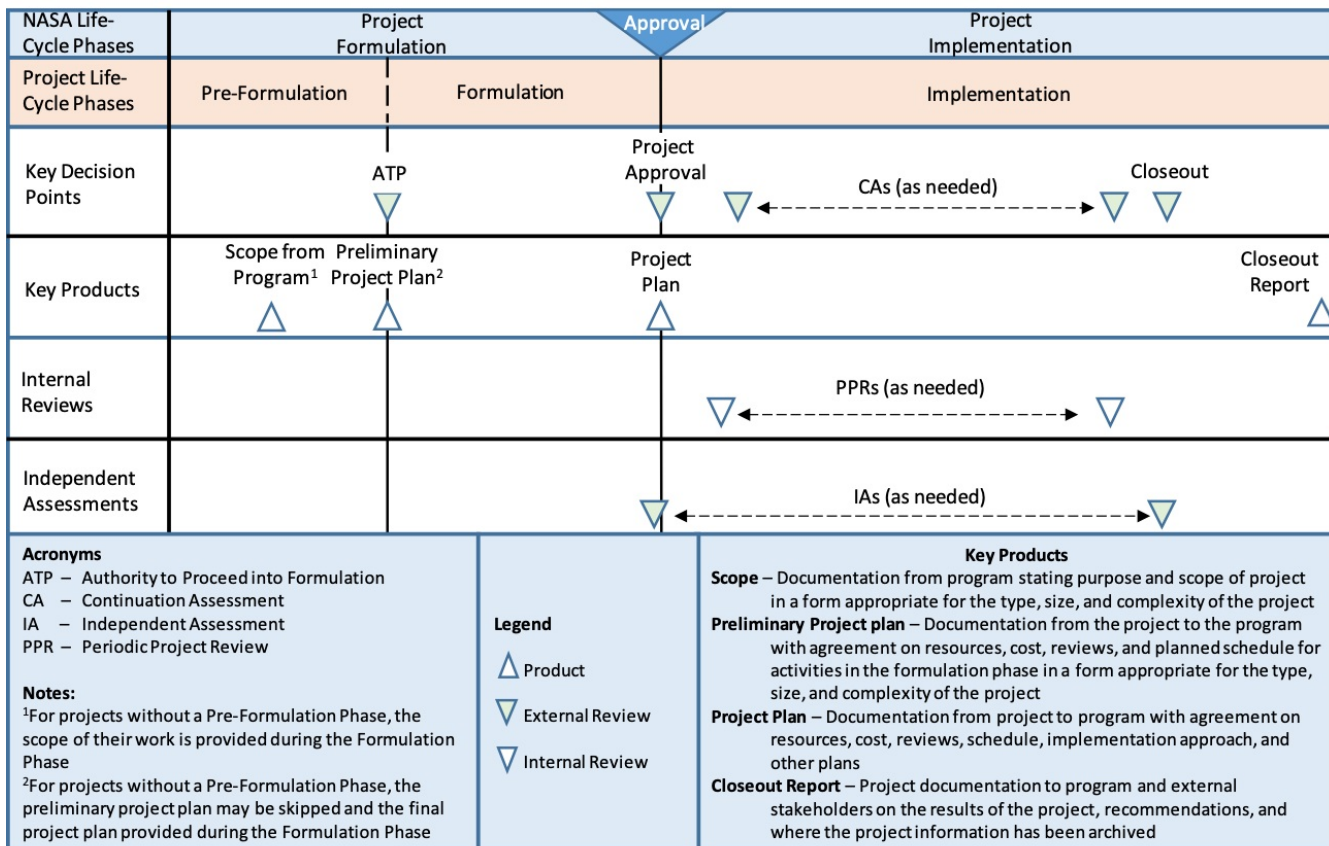 NASA Life-
Cycle Phases
Project
Formulation
Approval
Project
Implementation
Project Life-
Cycle Phases
Pre-Formulation
Formulation
Implementation
Key Decision
Points
ATP
Project
Approval
CAs (as needed)
Closeout
Key Products
Scope from
Program¹
Preliminary
Project Plan²
Project
Plan
Closeout
Report
Internal
Reviews
PPRs (as needed)
Independent
Assessments
IAs (as needed)
Acronyms
ATP – Authority to Proceed into Formulation
CA – Continuation Assessment
IA – Independent Assessment
PPR – Periodic Project Review
Notes:
¹For projects without a Pre-Formulation Phase, the
scope of their work is provided during the Formulation
Phase
²For projects without a Pre-Formulation Phase, the
preliminary project plan may be skipped and the final
project plan provided during the Formulation Phase
Legend
Product
External Review
Internal Review
Key Products
Scope – Documentation from program stating purpose and scope of project
in a form appropriate for the type, size, and complexity of the project
Preliminary Project plan – Documentation from the project to the program
with agreement on resources, cost, reviews, and planned schedule for
activities in the formulation phase in a form appropriate for the type,
size, and complexity of the project
Project Plan – Documentation from project to program with agreement on
resources, cost, reviews, schedule, implementation approach, and
other plans
Closeout Report – Project documentation to program and external
stakeholders on the results of the project, recommendations, and
where the project information has been archived